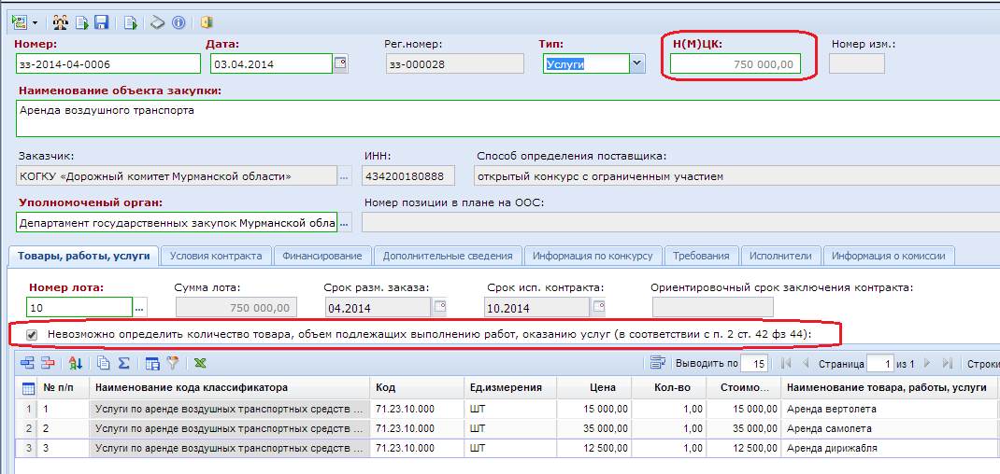 Номер: Дата: Рег.номер: Тип: Н(М)ЦК: Номер изм.:
зз-2014-04-0006 03.04.2014 зз-000028 Услуги 750 000,00
Наименование объекта закупки:
Аренда воздушного транспорта
Заказчик: ИНН: Способ определения поставщика:
КОГКУ «Дорожный комитет Мурманской области» ... 434200180888 открытый конкурс с ограниченным участием
Уполномоченый орган: Номер позиции в плане на ООС:
Департамент государственных закупок Мурманской обла ...
Товары, работы, услуги Условия контракта Финансирование Дополнительные сведения Информация по конкурсу Требования Исполнители Информация о комиссии
Номер лота: Сумма лота: Срок разм. заказа: Срок исп. контракта: Ориентировочный срок заключения контракта:
10 ... 750 000,00 04.2014 10.2014
Невозможно определить количество товара, объем подлежащих выполнению работ, оказанию услуг (в соответствии с п. 2 ст. 42 фз 44):
Выводить по 15 Страница 1 из 1 Строки
№ п/п Наименование кода классификатора Код Ед.измерения Цена Кол-во Стоимо... Наименование товара, работы, услуги
1 1 Услуги по аренде воздушных транспортных средств ... 71.23.10.000 ШТ 15 000,00 1,00 15 000,00 Аренда вертолета
2 2 Услуги по аренде воздушных транспортных средств ... 71.23.10.000 ШТ 35 000,00 1,00 35 000,00 Аренда самолета
3 3 Услуги по аренде воздушных транспортных средств ... 71.23.10.000 ШТ 12 500,00 1,00 12 500,00 Аренда дирижабля